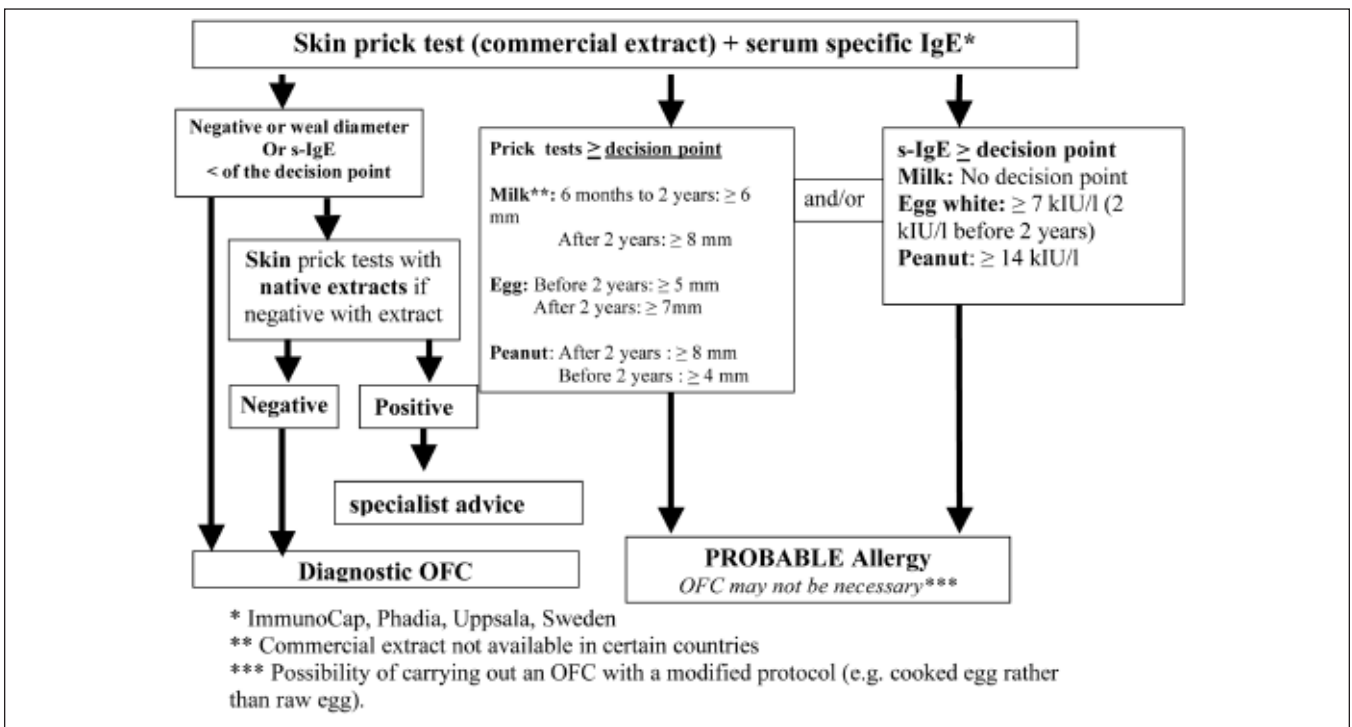 Skin prick test (commercial extract) + serum specific IgE*
Negative or weal diameter
Or s-IgE
< of the decision point
Skin prick tests with
native extracts if
negative with extract
Negative
Positive
specialist advice
Diagnostic OFC
Prick tests ≥ decision point
Milk**: 6 months to 2 years: ≥ 6
mm
After 2 years: ≥ 8 mm
Egg: Before 2 years: ≥ 5 mm
After 2 years: ≥ 7mm
Peanut: After 2 years : ≥ 8 mm
Before 2 years : ≥ 4 mm
and/or
s-IgE ≥ decision point
Milk: No decision point
Egg white: ≥ 7 kIU/l (2
kIU/l before 2 years)
Peanut: ≥ 14 kIU/l
PROBABLE Allergy
OFC may not be necessary***
* ImmunoCap, Phadia, Uppsala, Sweden
** Commercial extract not available in certain countries
*** Possibility of carrying out an OFC with a modified protocol (e.g. cooked egg rather
than raw egg).